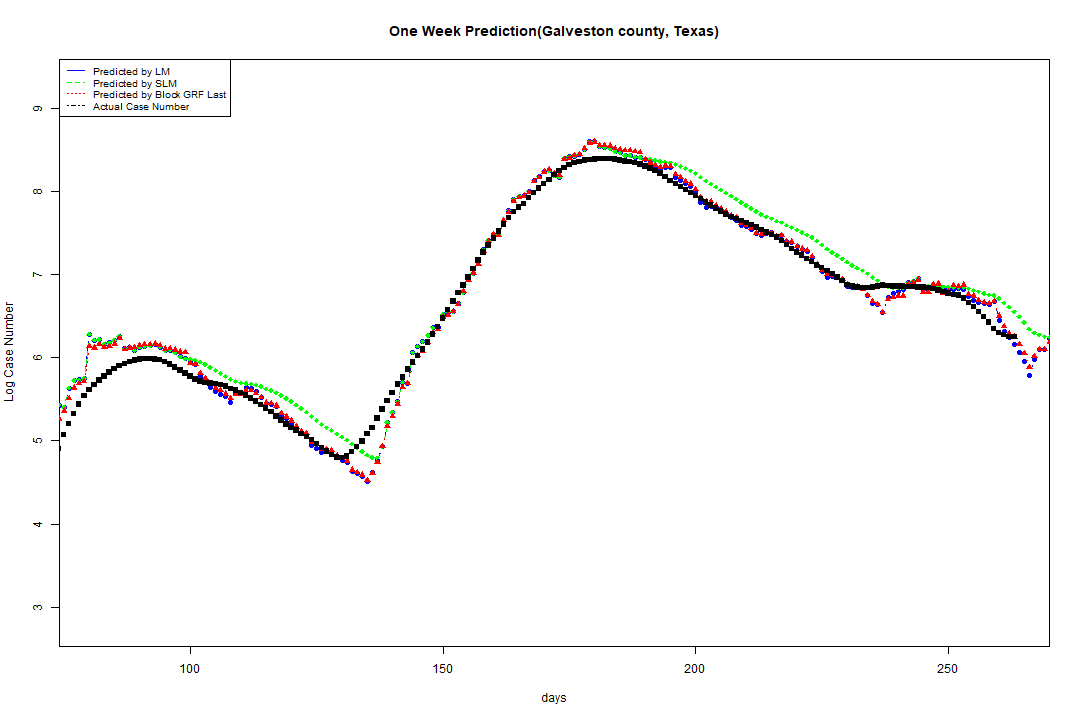 One Week Prediction(Galveston county, Texas)
Predicted by LM
Predicted by SLM
Predicted by Block GRF Last
Actual Case Number
Log Case Number
9
8
7
6
5
4
3
100 150 200 250
days